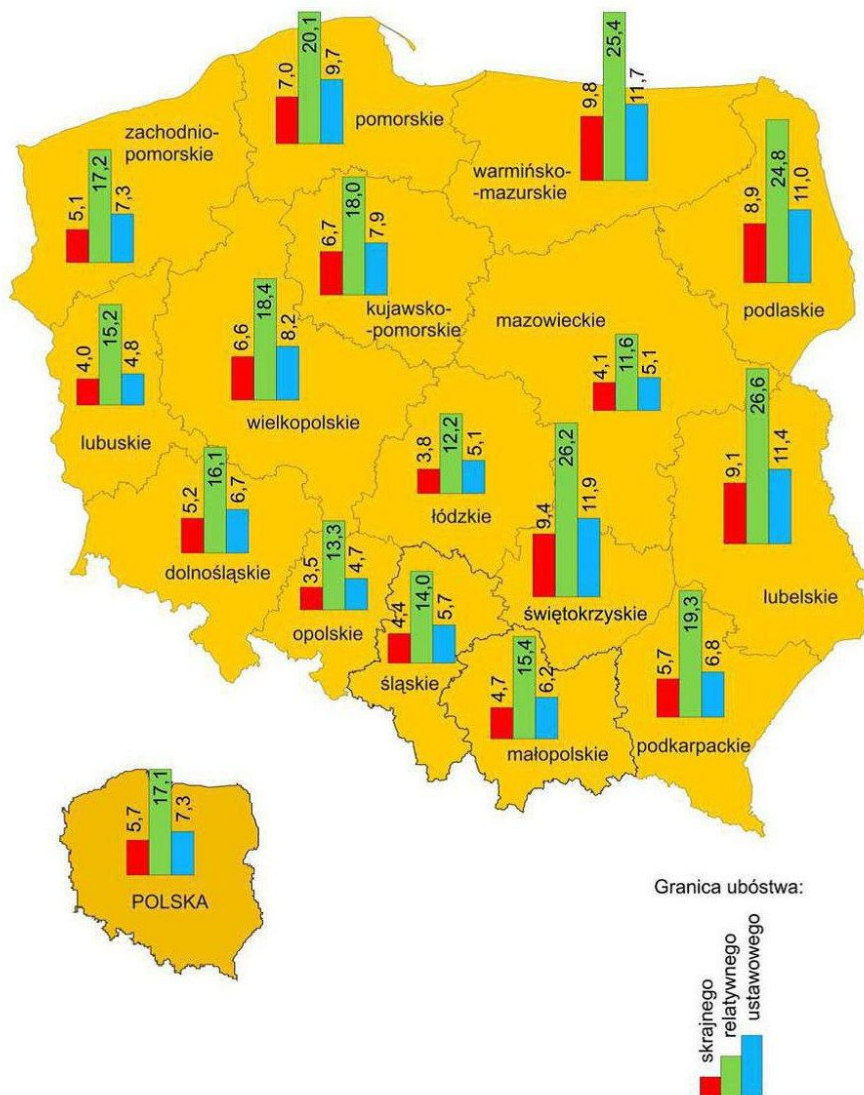 7,0
20,1
9,7
pomorskie
9,8
25,4
11,7
warmińsko-
-mazurskie
zachodnio-
pomorskie
5,1
17,2
7,3
6,7
18,0
7,9
kujawsko-
-pomorskie
8,9
24,8
11,0
podlaskie
4,0
15,2
4,8
lubuskie
6,6
18,4
8,2
wielkopolskie
mazowieckie
4,1
11,6
5,1
3,8
12,2
5,1
łódzkie
9,1
26,6
11,4
lubelskie
5,2
16,1
6,7
dolnośląskie
9,4
26,2
11,9
świętokrzyskie
3,5
13,3
4,7
opolskie
4,4
14,0
5,7
śląskie
4,7
15,4
6,2
małopolskie
5,7
19,3
6,8
podkarpackie
5,7
17,1
7,3
POLSKA
Granica ubóstwa:
skrajnego
relatywnego
ustawowego